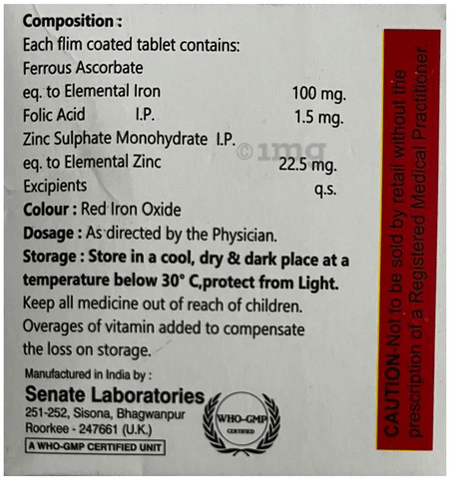 Composition :
Each flim coated tablet contains:
Ferrous Ascorbate
eq. to Elemental Iron 100 mg.
Folic Acid I.P. 1.5 mg.
Zinc Sulphate Monohydrate I.P.
©1mg
eq. to Elemental Zinc 22.5 mg.
Excipients q.s.
Colour : Red Iron Oxide
Dosage : As directed by the Physician.
Storage : Store in a cool, dry & dark place at a
temperature below 30° C,protect from Light.
Keep all medicine out of reach of children.
Overages of vitamin added to compensate
the loss on storage.
Manufactured in India by :
Senate Laboratories
251-252, Sisona, Bhagwanpur
Roorkee - 247661 (U.K.)
A WHO-GMP CERTIFIED UNIT
WHO-GMP
CERTIFIED
CAUTION-Not to be sold by retail without the
prescription of a Registered Medical Practitioner.